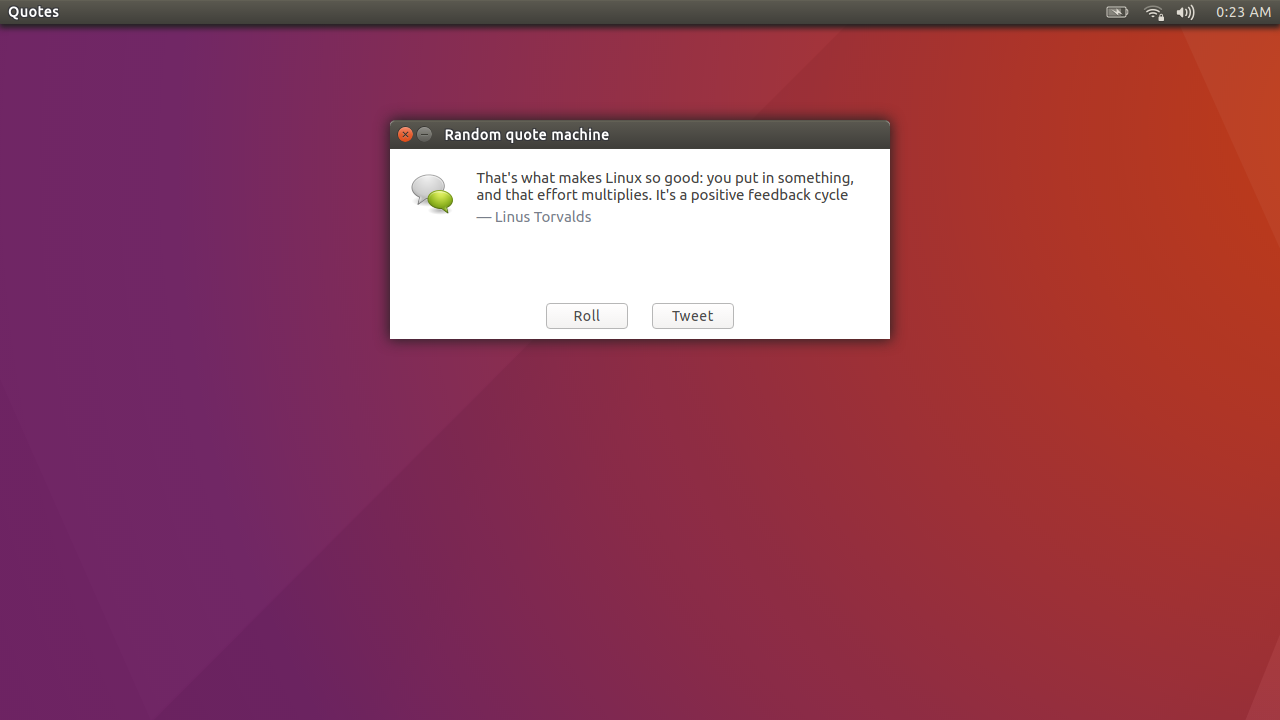 Quotes
0:23 AM
Random quote machine
That's what makes Linux so good: you put in something,
and that effort multiplies. It's a positive feedback cycle
— Linus Torvalds
Roll
Tweet